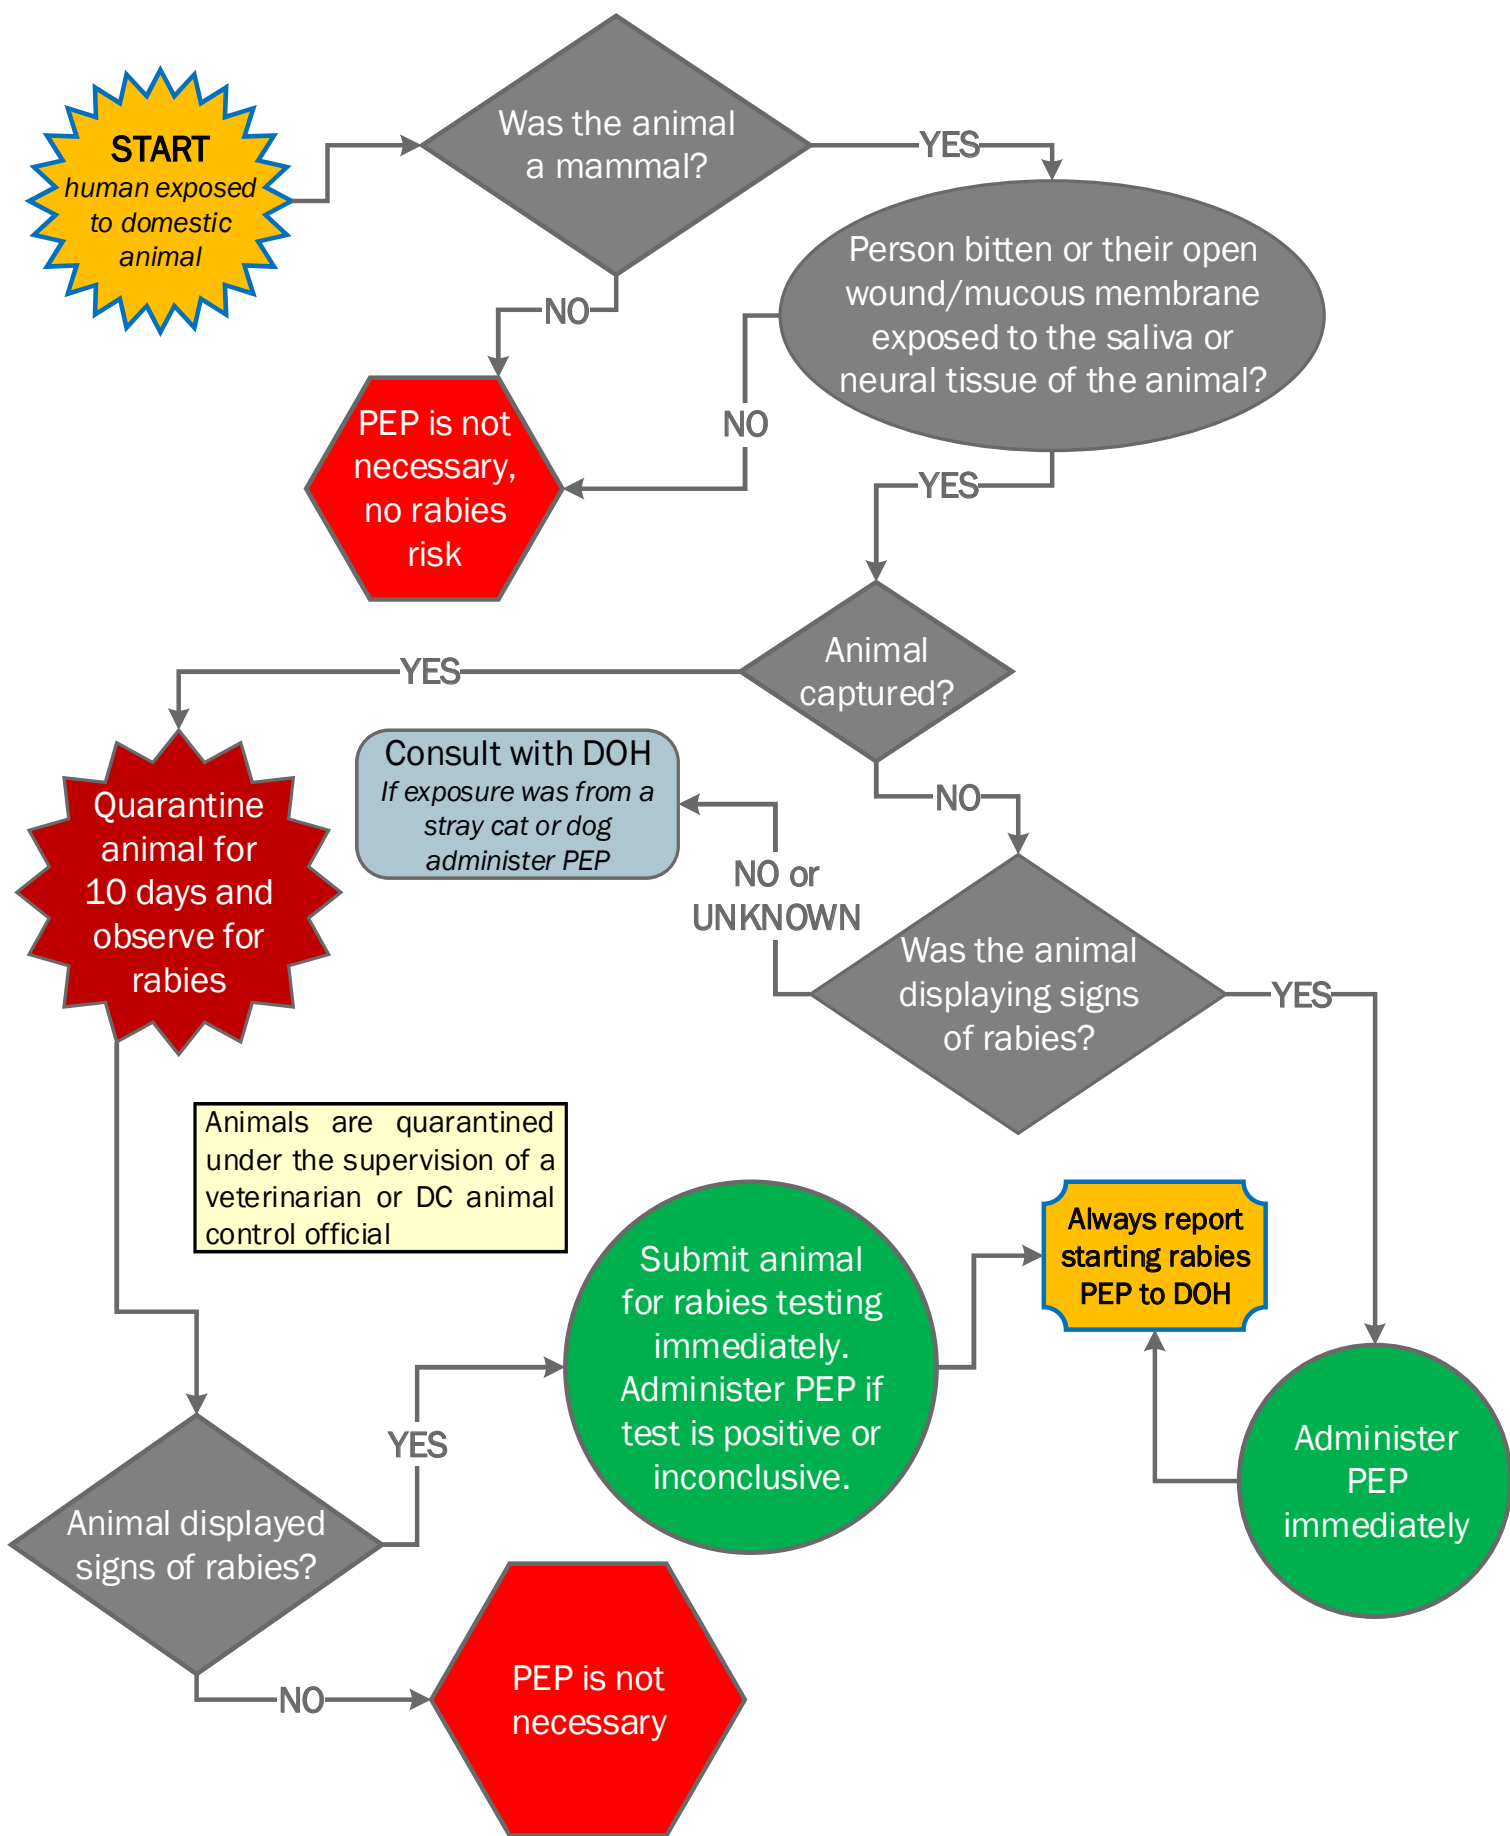 START
human exposed
to domestic
animal
Was the animal
a mammal?
YES
NO
Person bitten or their open
wound/mucous membrane
exposed to the saliva or
neural tissue of the animal?
NO
PEP is not
necessary,
no rabies
risk
YES
Animal
captured?
YES
NO
Quarantine
animal for
10 days and
observe for
rabies
Consult with DOH
If exposure was from a
stray cat or dog
administer PEP
NO or
UNKNOWN
Was the animal
displaying signs
of rabies?
YES
Animals are quarantined
under the supervision of a
veterinarian or DC animal
control official
Submit animal
for rabies testing
immediately.
Administer PEP if
test is positive or
inconclusive.
Always report
starting rabies
PEP to DOH
Administer
PEP
immediately
YES
Animal displayed
signs of rabies?
NO
PEP is not
necessary